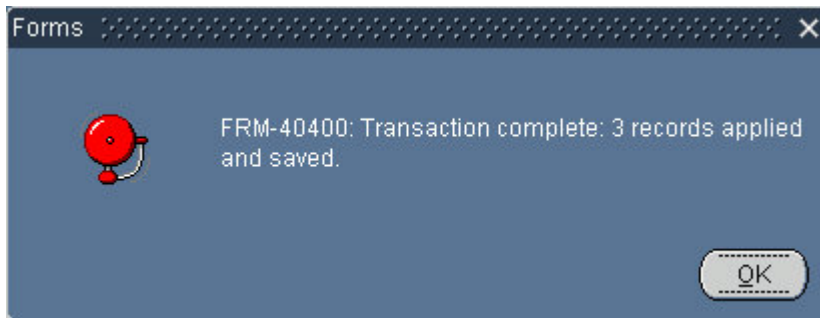 Forms
FRM-40400: Transaction complete: 3 records applied
and saved.
OK